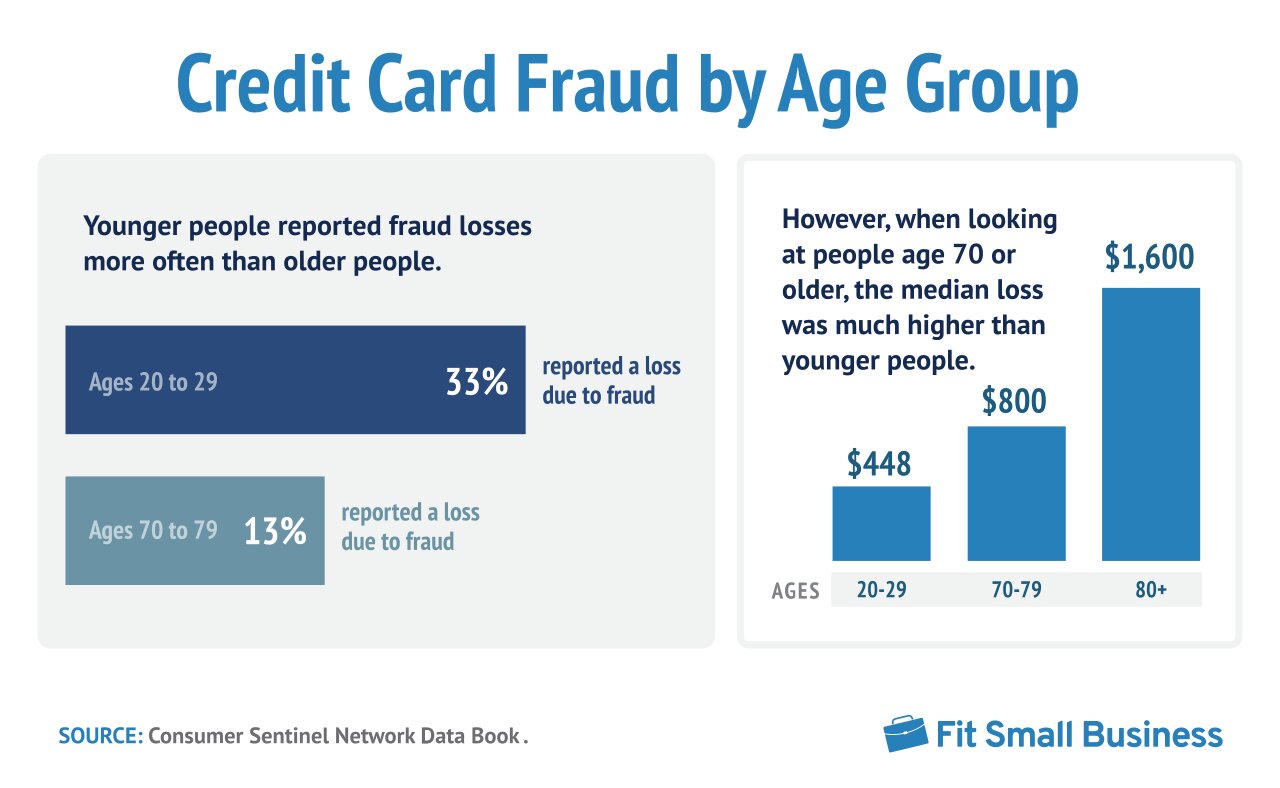 Credit Card Fraud by Age Group
Younger people reported fraud losses
more often than older people.
Ages 20 to 29
33%
reported a loss
due to fraud
Ages 70 to 79
13%
reported a loss
due to fraud
However, when looking
at people age 70 or
older, the median loss
was much higher than
younger people.
$448
$800
$1,600
AGES
20-29
70-79
80+
SOURCE: Consumer Sentinel Network Data Book .
Fit Small Business